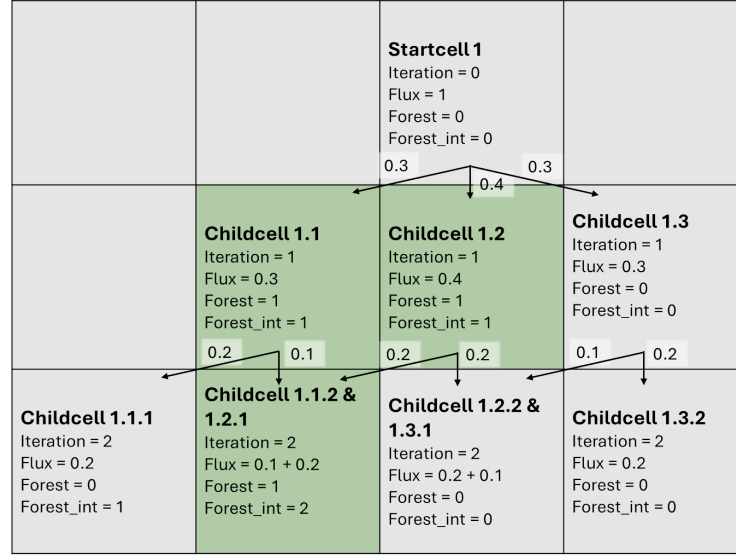 Startcell 1
Iteration = 0
Flux = 1
Forest = 0
Forest_int = 0
0.3
0.4
0.3
Childcell 1.1
Iteration = 1
Flux = 0.3
Forest = 1
Forest_int = 1
Childcell 1.2
Iteration = 1
Flux = 0.4
Forest = 1
Forest_int = 1
Childcell 1.3
Iteration = 1
Flux = 0.3
Forest = 0
Forest_int = 0
0.2
0.1
0.2
0.2
0.1
0.2
Childcell 1.1.1
Iteration = 2
Flux = 0.2
Forest = 0
Forest_int = 1
Childcell 1.1.2 &
1.2.1
Iteration = 2
Flux = 0.1 + 0.2
Forest = 1
Forest_int = 2
Childcell 1.2.2 &
1.3.1
Iteration = 2
Flux = 0.2 + 0.1
Forest = 0
Forest_int = 0
Childcell 1.3.2
Iteration = 2
Flux = 0.2
Forest = 0
Forest_int = 0